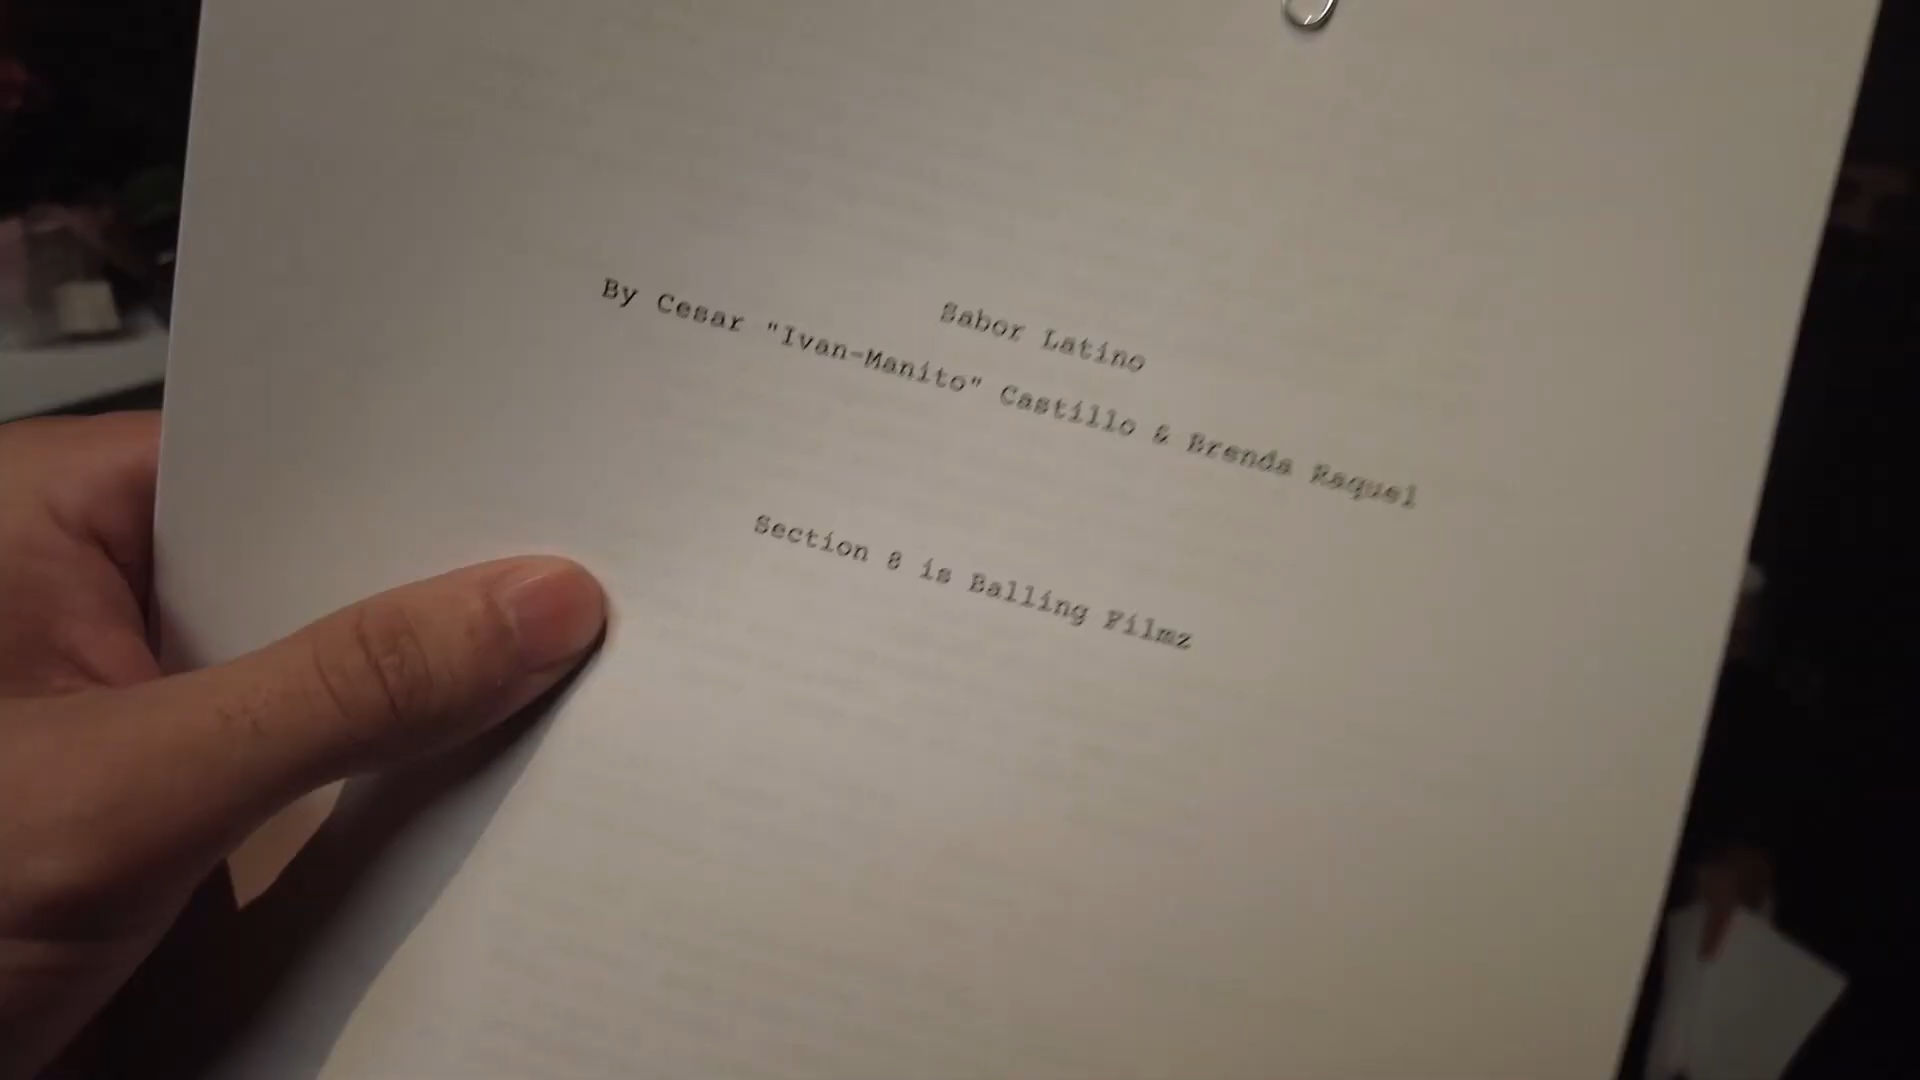 Sabor Latino
By Cesar "Ivan-Manito" Castillo & Brenda Raquel
Section 8 is Balling Filmz